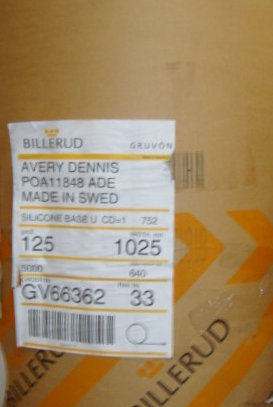 BILLERUD GRUVÖN
AVERY DENNIS
POA11848 ADE
MADE IN SWED
SILICONE BASE U CD=1 752
125 1025
5000 640
GV66362 33
BILLERUD
BILLERUD